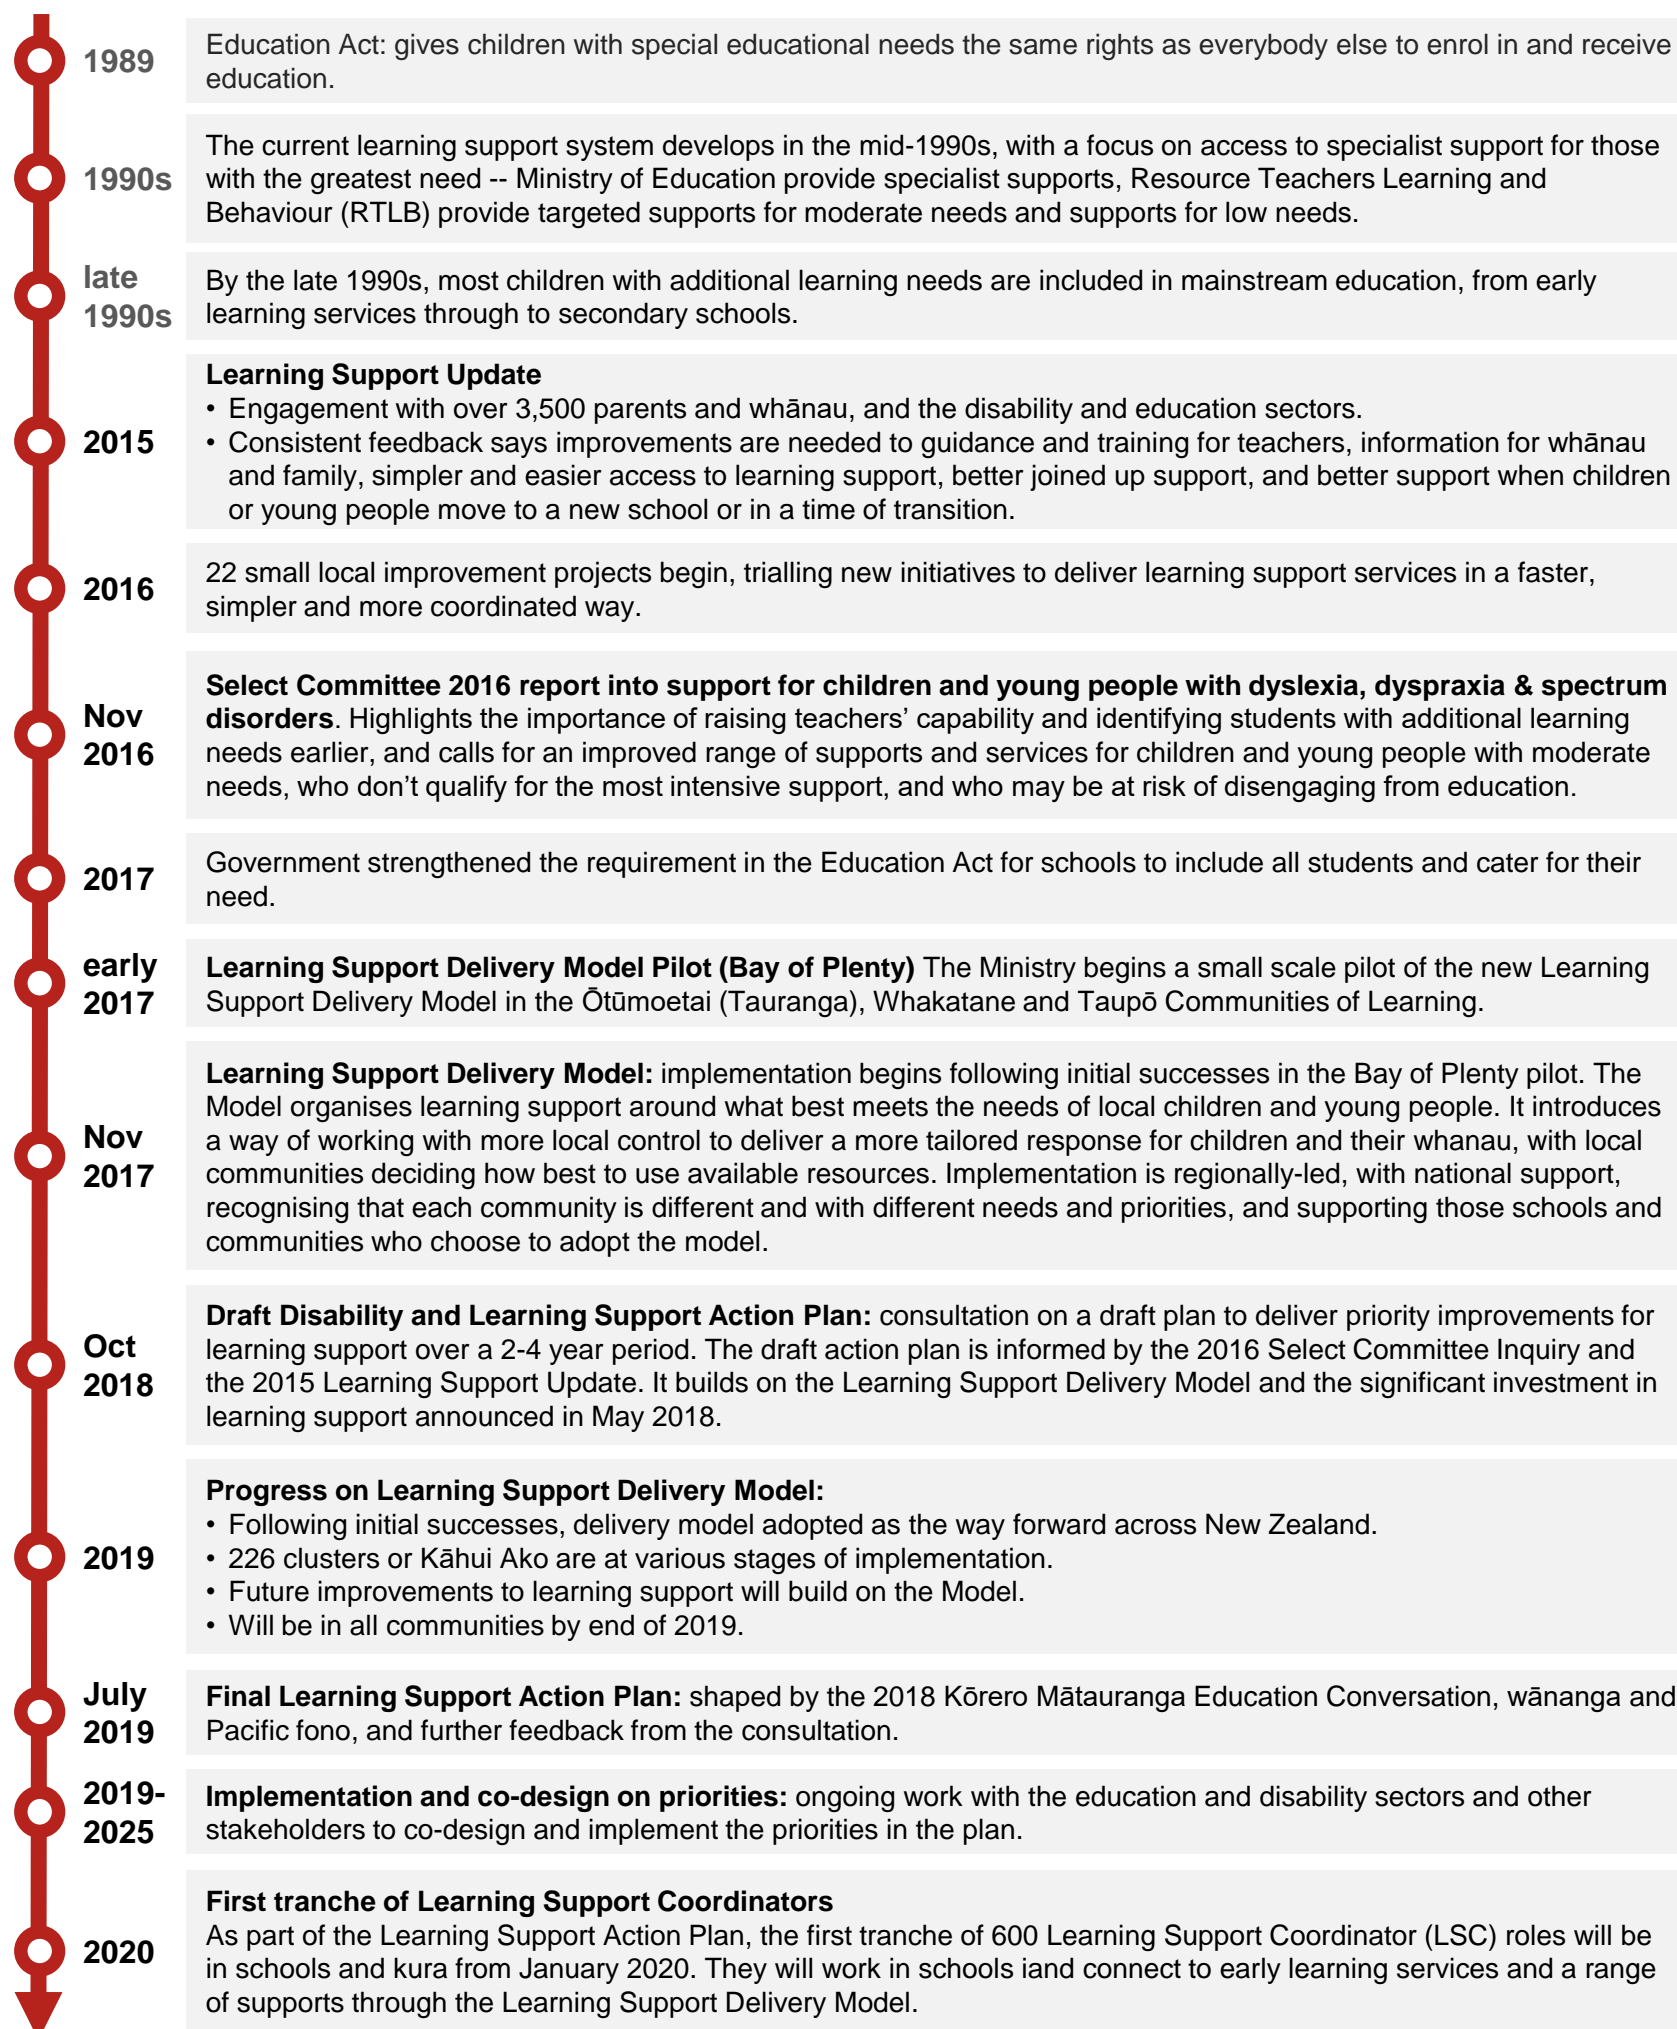 1989
Education Act: gives children with special educational needs the same rights as everybody else to enrol in and receive
education.
1990s
The current learning support system develops in the mid-1990s, with a focus on access to specialist support for those
with the greatest need -- Ministry of Education provide specialist supports, Resource Teachers Learning and
Behaviour (RTLB) provide targeted supports for moderate needs and supports for low needs.
late
1990s
By the late 1990s, most children with additional learning needs are included in mainstream education, from early
learning services through to secondary schools.
2015
Learning Support Update
• Engagement with over 3,500 parents and whānau, and the disability and education sectors.
• Consistent feedback says improvements are needed to guidance and training for teachers, information for whānau
and family, simpler and easier access to learning support, better joined up support, and better support when children
or young people move to a new school or in a time of transition.
2016
22 small local improvement projects begin, trialling new initiatives to deliver learning support services in a faster,
simpler and more coordinated way.
Nov
2016
Select Committee 2016 report into support for children and young people with dyslexia, dyspraxia & spectrum
disorders. Highlights the importance of raising teachers’ capability and identifying students with additional learning
needs earlier, and calls for an improved range of supports and services for children and young people with moderate
needs, who don’t qualify for the most intensive support, and who may be at risk of disengaging from education.
2017
Government strengthened the requirement in the Education Act for schools to include all students and cater for their
need.
early
2017
Learning Support Delivery Model Pilot (Bay of Plenty) The Ministry begins a small scale pilot of the new Learning
Support Delivery Model in the Ōtūmoetai (Tauranga), Whakatane and Taupō Communities of Learning.
Nov
2017
Learning Support Delivery Model: implementation begins following initial successes in the Bay of Plenty pilot. The
Model organises learning support around what best meets the needs of local children and young people. It introduces
a way of working with more local control to deliver a more tailored response for children and their whanau, with local
communities deciding how best to use available resources. Implementation is regionally-led, with national support,
recognising that each community is different and with different needs and priorities, and supporting those schools and
communities who choose to adopt the model.
Oct
2018
Draft Disability and Learning Support Action Plan: consultation on a draft plan to deliver priority improvements for
learning support over a 2-4 year period. The draft action plan is informed by the 2016 Select Committee Inquiry and
the 2015 Learning Support Update. It builds on the Learning Support Delivery Model and the significant investment in
learning support announced in May 2018.
2019
Progress on Learning Support Delivery Model:
• Following initial successes, delivery model adopted as the way forward across New Zealand.
• 226 clusters or Kāhui Ako are at various stages of implementation.
• Future improvements to learning support will build on the Model.
• Will be in all communities by end of 2019.
July
2019
Final Learning Support Action Plan: shaped by the 2018 Kōrero Mātauranga Education Conversation, wānanga and
Pacific fono, and further feedback from the consultation.
2019-
2025
Implementation and co-design on priorities: ongoing work with the education and disability sectors and other
stakeholders to co-design and implement the priorities in the plan.
2020
First tranche of Learning Support Coordinators
As part of the Learning Support Action Plan, the first tranche of 600 Learning Support Coordinator (LSC) roles will be
in schools and kura from January 2020. They will work in schools iand connect to early learning services and a range
of supports through the Learning Support Delivery Model.